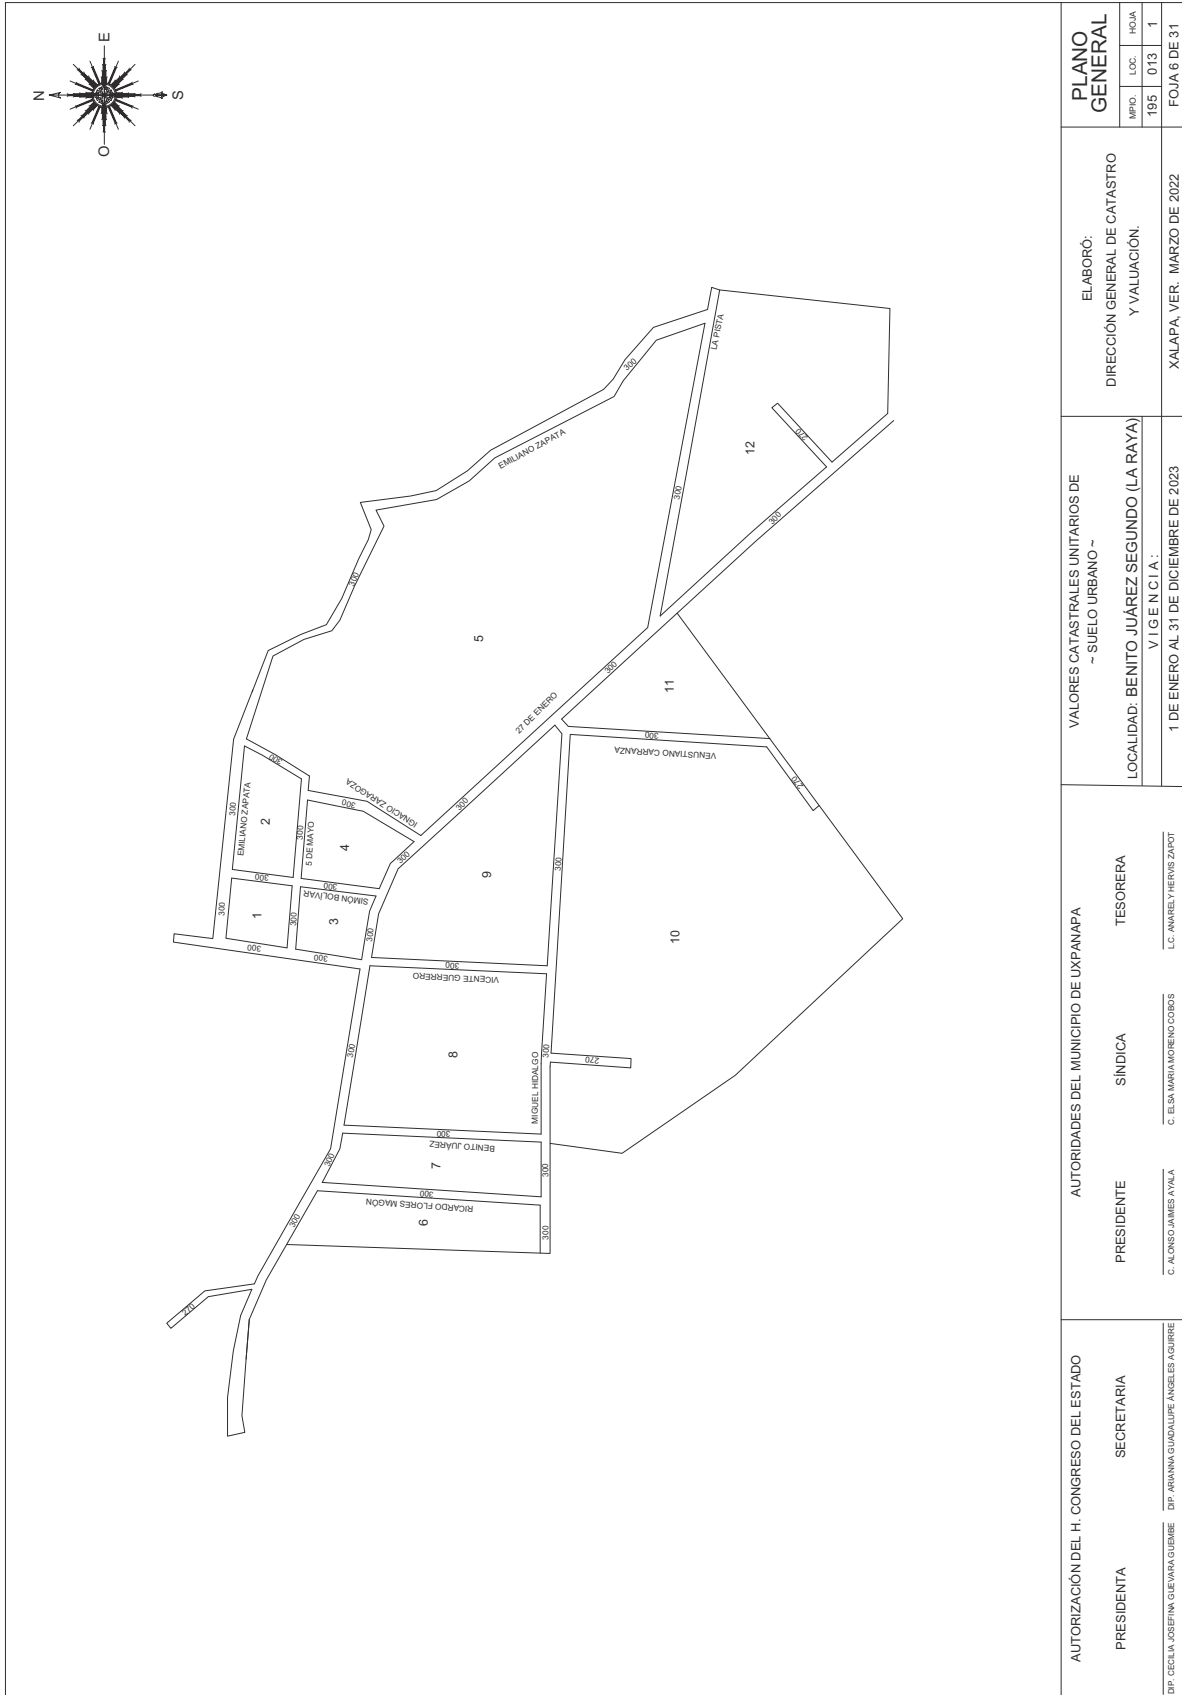 N
E
S
O
300
300
EMILIANO ZAPATA
300
300
300
EMILIANO ZAPATA
300
1
2
300
300
300
300
300
5 DE MAYO
300
3
300
SIMÓN BOLÍVAR
4
300
IGNACIO ZARAGOZA
300
300
300
27 DE ENERO
300
5
LA PISTA
300
300
12
270
11
300
VENUSTIANO CARRANZA
270
9
300
10
300
VICENTE GUERRERO
8
300
MIGUEL HIDALGO
300
270
300
BENITO JUÁREZ
7
300
300
RICARDO FLORES MAGÓN
6
300
300
300
270
AUTORIZACIÓN DEL H. CONGRESO DEL ESTADO
PRESIDENTA
SECRETARIA
DIP. CECILIA JOSEFINA GUEVARA GUEMBE
DIP. ARIANNA GUADALUPE ÁNGELES AGUIRRE
AUTORIDADES DEL MUNICIPIO DE UXPANAPA
PRESIDENTE
SÍNDICA
TESORERA
C. ALONSO JAIMES AYALA
C. ELSA MARIA MORENO COBOS
L.C. ANARELY HERVIS ZAPOT
VALORES CATASTRALES UNITARIOS DE
~ SUELO URBANO ~
LOCALIDAD: BENITO JUÁREZ SEGUNDO (LA RAYA)
V I G E N C I A :
1 DE ENERO AL 31 DE DICIEMBRE DE 2023
ELABORÓ:
DIRECCIÓN GENERAL DE CATASTRO
Y VALUACIÓN.
XALAPA, VER. MARZO DE 2022
PLANO
GENERAL
MPIO. LOC. HOJA
195 013 1
FOJA 6 DE 31